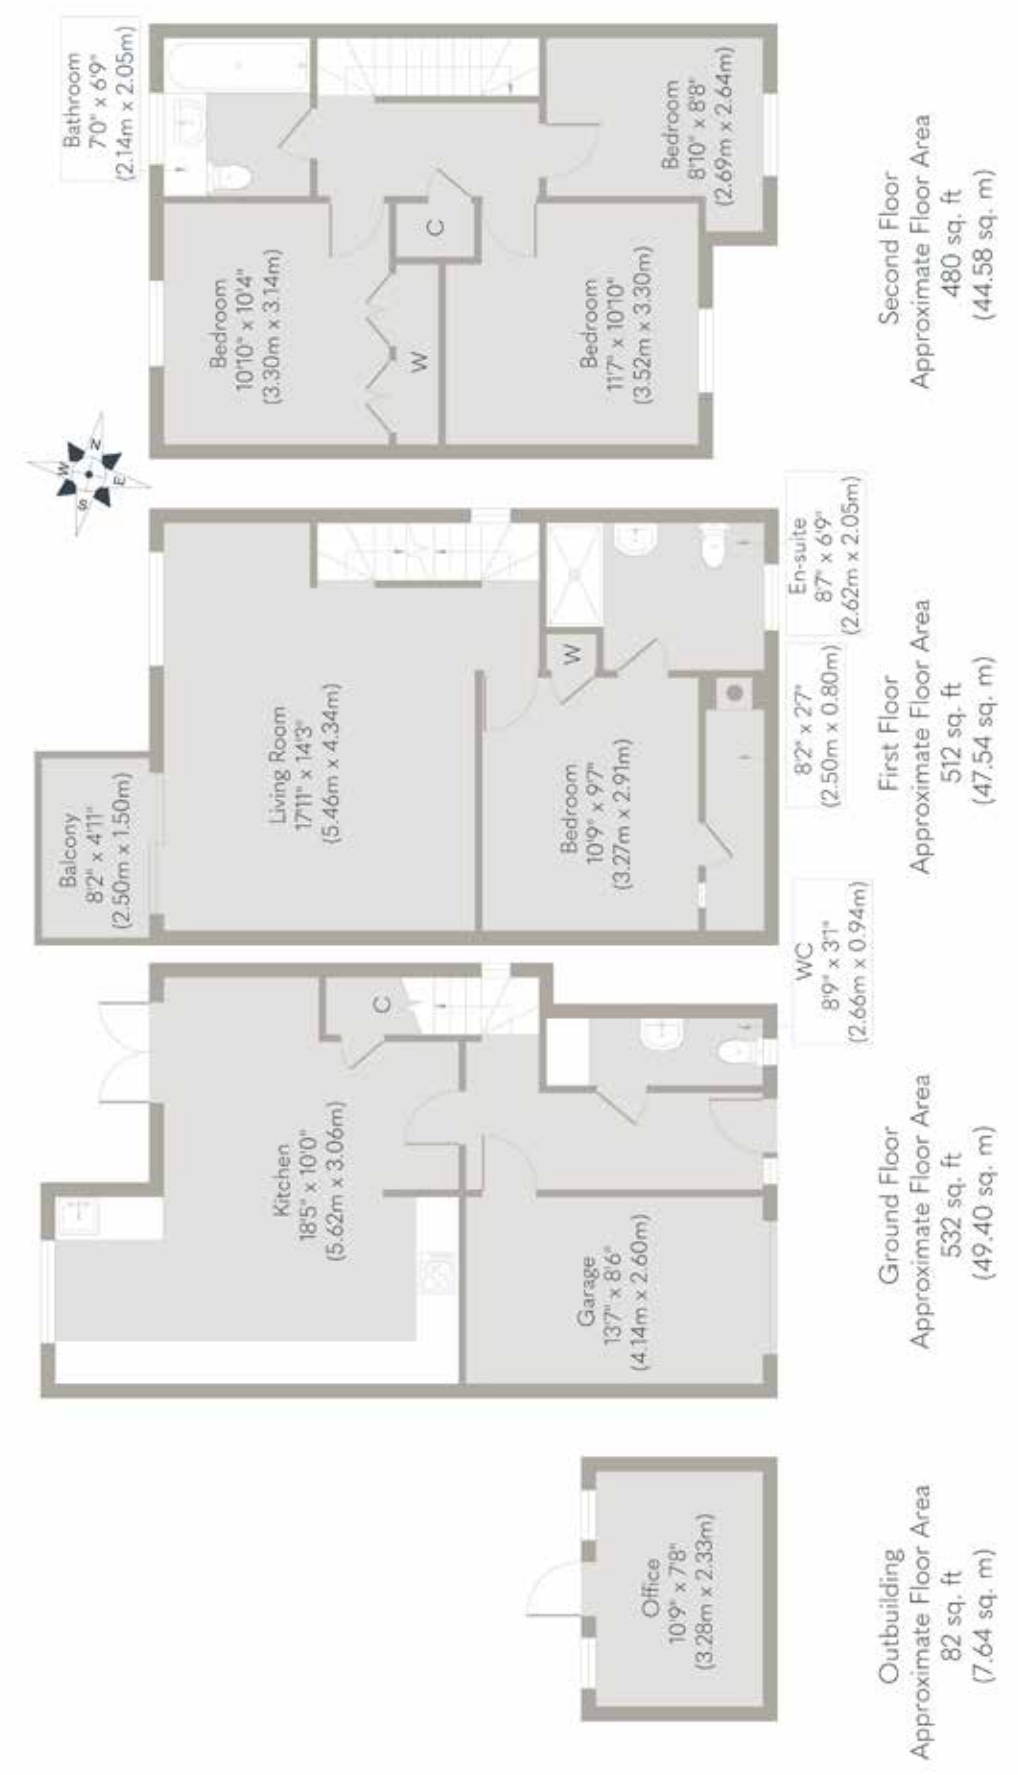 Office
10'9" x 7'8"
(3.28m x 2.33m)
Outbuilding
Approximate Floor Area
82 sq. ft
(7.64 sq. m)
Kitchen
18'5" x 10'0"
(5.62m x 3.06m)
C
Garage
13'7" x 8'6"
(4.14m x 2.60m)
WC
8'9" x 3'1"
(2.66m x 0.94m)
Ground Floor
Approximate Floor Area
532 sq. ft
(49.40 sq. m)
Balcony
8'2" x 4'11"
(2.50m x 1.50m)
Living Room
17'11" x 14'3"
(5.46m x 4.34m)
Bedroom
10'9" x 9'7"
(3.27m x 2.91m)
W
8'2" x 2'7"
(2.50m x 0.80m)
En-suite
8'7" x 6'9"
(2.62m x 2.05m)
First Floor
Approximate Floor Area
512 sq. ft
(47.54 sq. m)
N
E
S
W
Bathroom
7'0" x 6'9"
(2.14m x 2.05m)
Bedroom
10'10" x 10'4"
(3.30m x 3.14m)
W
C
Bedroom
11'7" x 10'10"
(3.52m x 3.30m)
Bedroom
8'10" x 8'8"
(2.69m x 2.64m)
Second Floor
Approximate Floor Area
480 sq. ft
(44.58 sq. m)